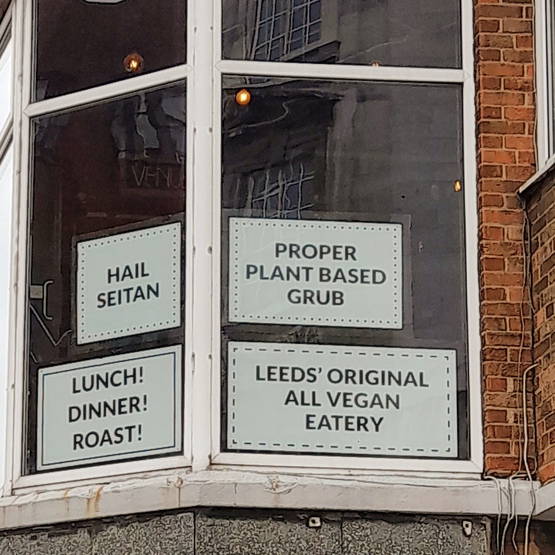 HAIL
SEITAN
PROPER
PLANT BASED
GRUB
LUNCH!
DINNER!
ROAST!
LEEDS' ORIGINAL
ALL VEGAN
EATERY